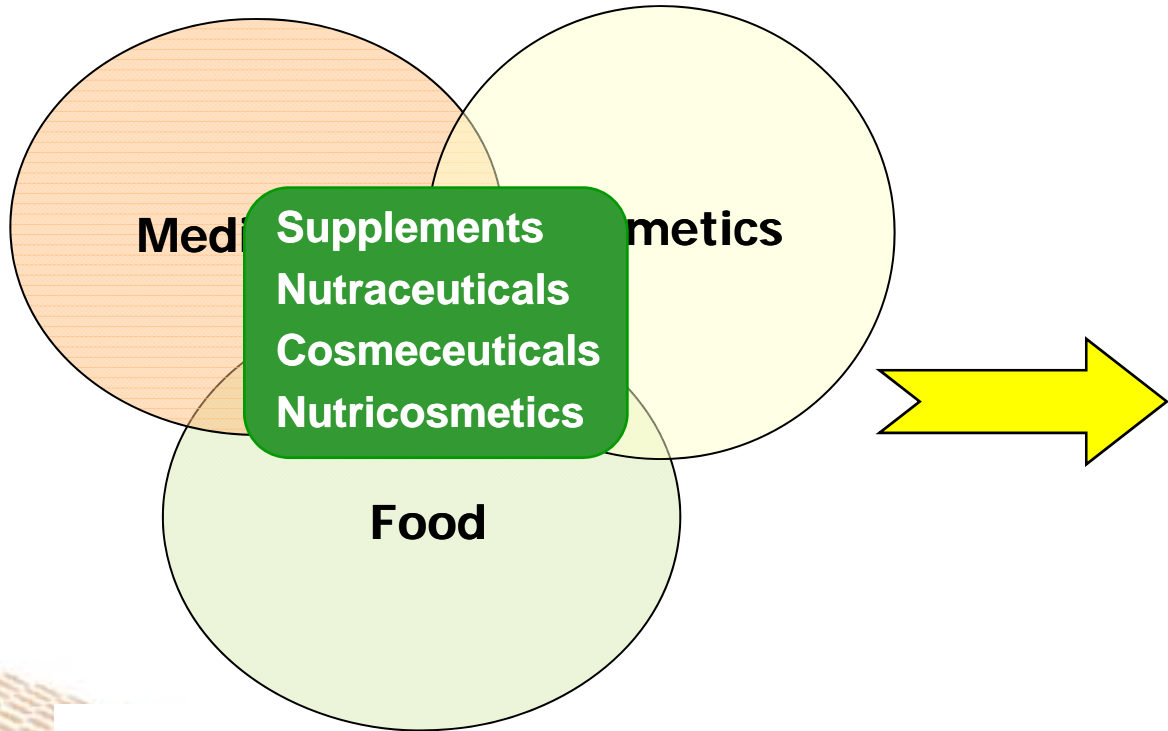 Medi
Supplements
Nutraceuticals
Cosmeceuticals
Nutricosmetics
metics
Food